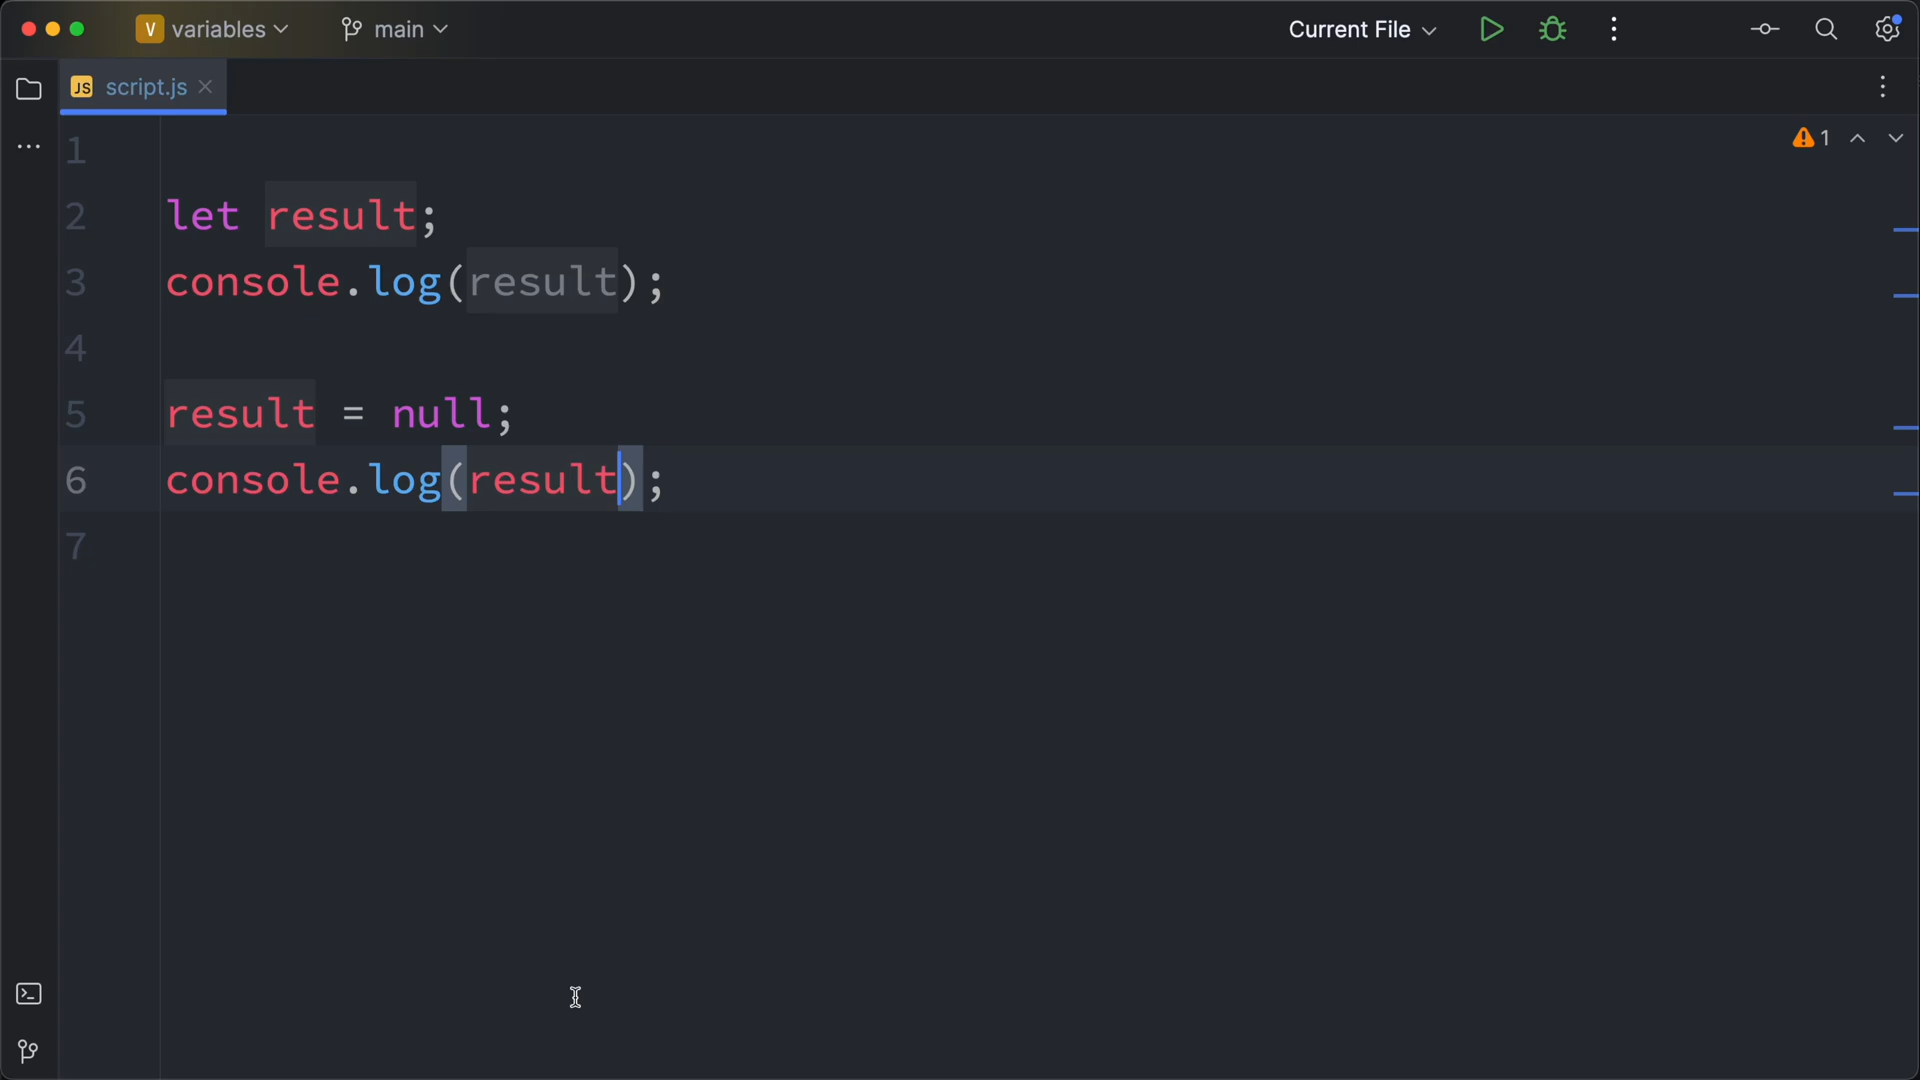 V variables main Current File
JS script.js
1
2 let result;
3 console.log(result);
4
5 result = null;
6 console.log(result);
7
1